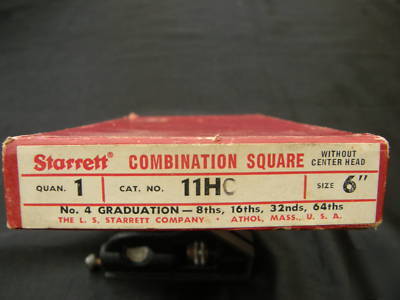 Starrett® COMBINATION SQUARE WITHOUT CENTER HEAD
QUAN. 1 CAT. NO. 11HC SIZE 6"
No. 4 GRADUATION — 8ths, 16ths, 32nds, 64ths
THE L. S. STARRETT COMPANY • ATHOL, MASS., U. S. A.